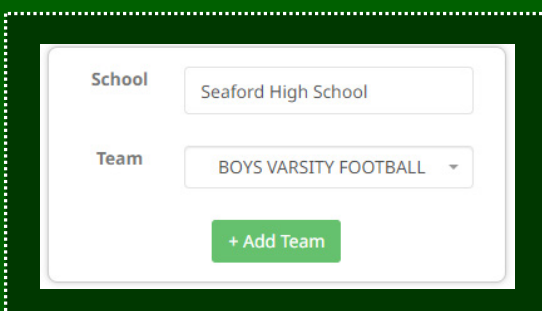 School
Seaford High School
Team
BOYS VARSITY FOOTBALL
+ Add Team